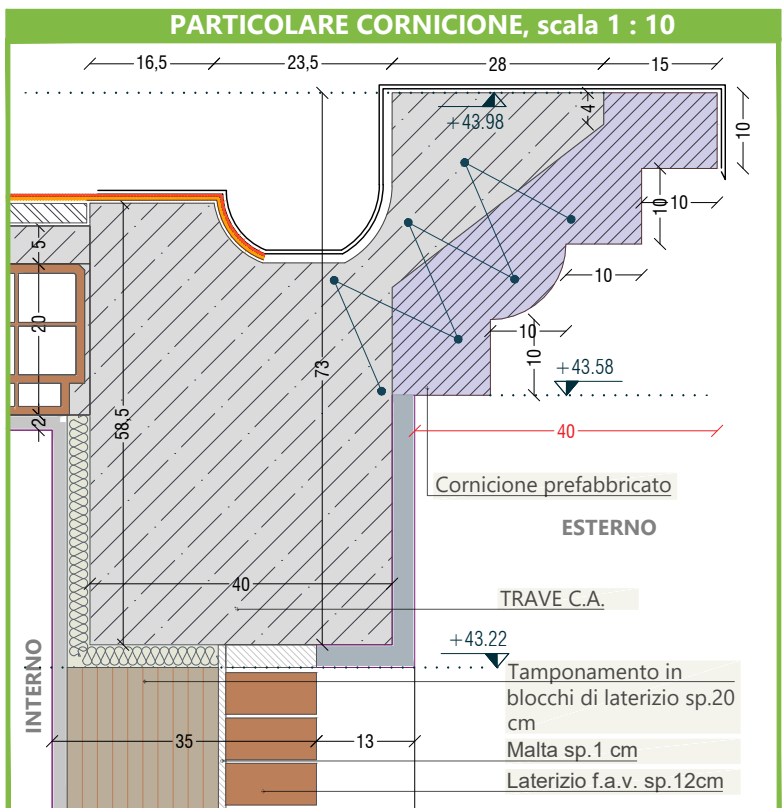 PARTICOLARE CORNICIONE, scala 1 : 10
16,5
23,5
28
15
4
+43.98
10
10
10
5
10
20
10
10
73
+43.58
2
58,5
40
Cornicione prefabbricato
ESTERNO
40
TRAVE C.A.
+43.22
INTERNO
Tamponamento in
blocchi di laterizio sp.20
cm
35
13
Malta sp.1 cm
Laterizio f.a.v. sp.12cm